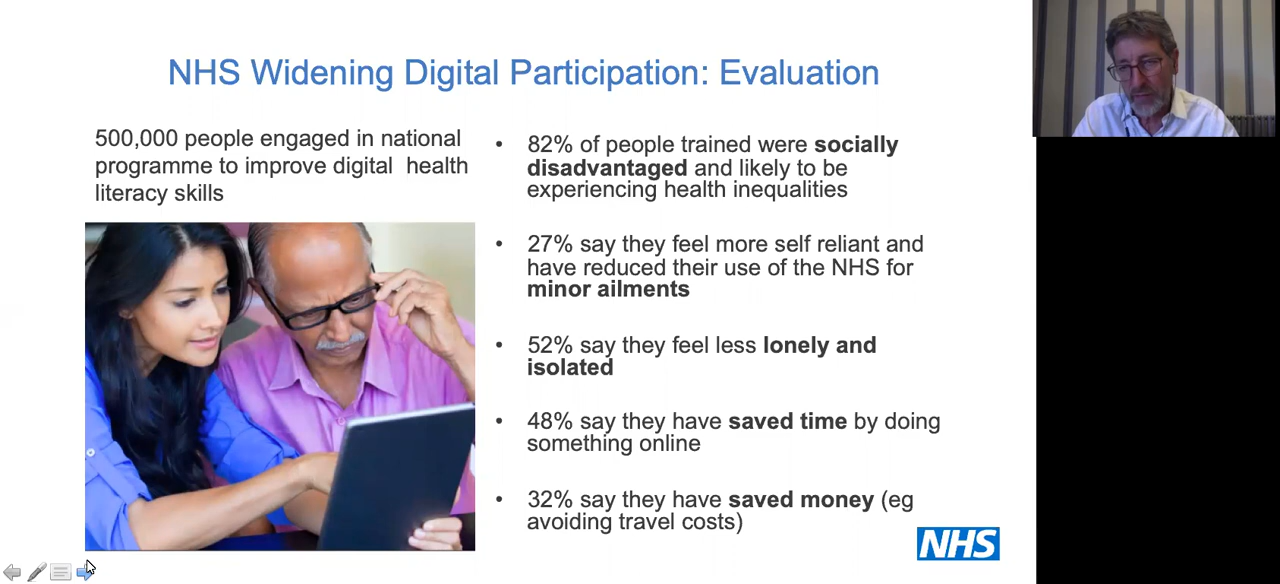 NHS Widening Digital Participation: Evaluation
500,000 people engaged in national
programme to improve digital health
literacy skills
• 82% of people trained were socially
disadvantaged and likely to be
experiencing health inequalities
• 27% say they feel more self reliant and
have reduced their use of the NHS for
minor ailments
• 52% say they feel less lonely and
isolated
• 48% say they have saved time by doing
something online
• 32% say they have saved money (eg
avoiding travel costs)
NHS